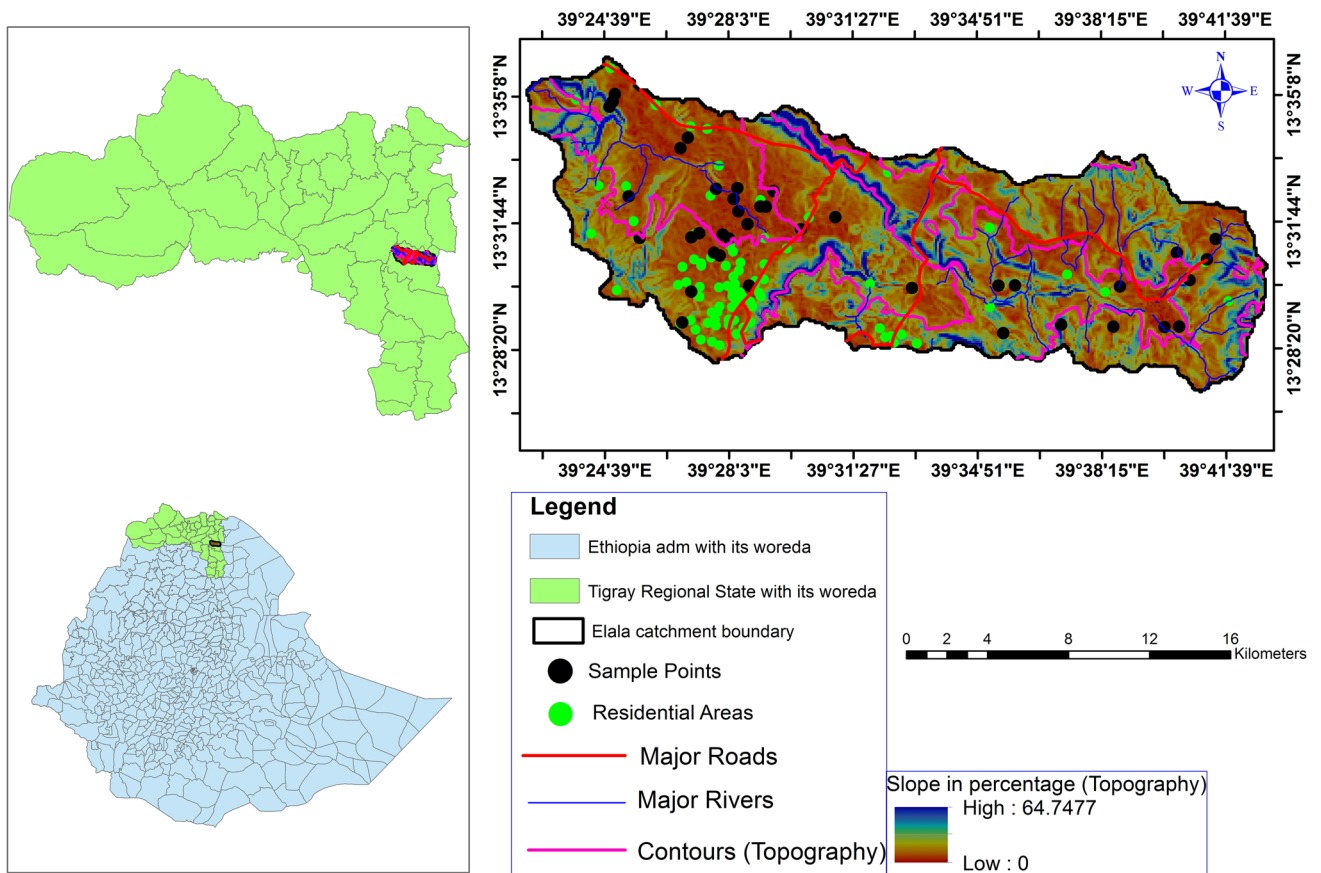 39°24'39"E 39°28'3"E 39°31'27"E 39°34'51"E 39°38'15"E 39°41'39"E
13°35'8"N
13°31'44"N
13°28'20"N
N
W E
S
13°35'8"N
13°31'44"N
13°28'20"N
39°24'39"E 39°28'3"E 39°31'27"E 39°34'51"E 39°38'15"E 39°41'39"E
Legend
Ethiopia adm with its woreda
Tigray Regional State with its woreda
Elala catchment boundary
Sample Points
Residential Areas
Major Roads
Major Rivers
Contours (Topography)
0 2 4 8 12 16
Kilometers
Slope in percentage (Topography)
High : 64.7477
Low : 0